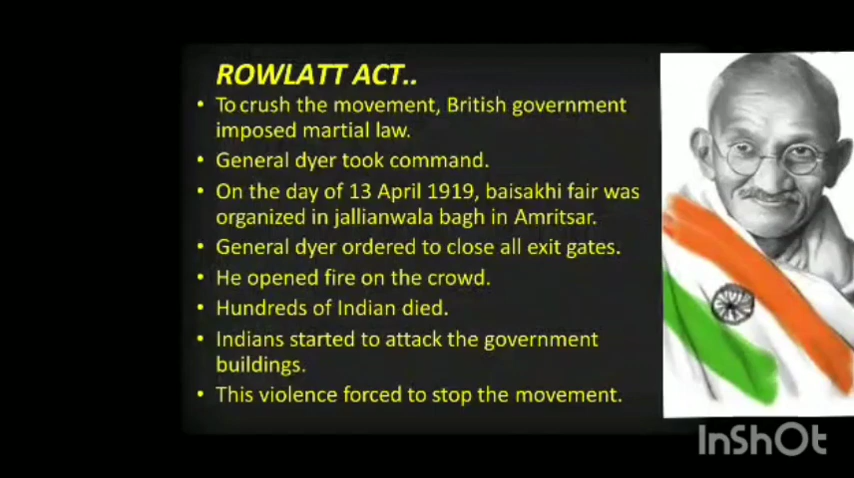 ROWLATT ACT..
• To crush the movement, British government
imposed martial law.
• General dyer took command.
• On the day of 13 April 1919, baisakhi fair was
organized in jallianwala bagh in Amritsar.
• General dyer ordered to close all exit gates.
• He opened fire on the crowd.
• Hundreds of Indian died.
• Indians started to attack the government
buildings.
• This violence forced to stop the movement.
InShOt